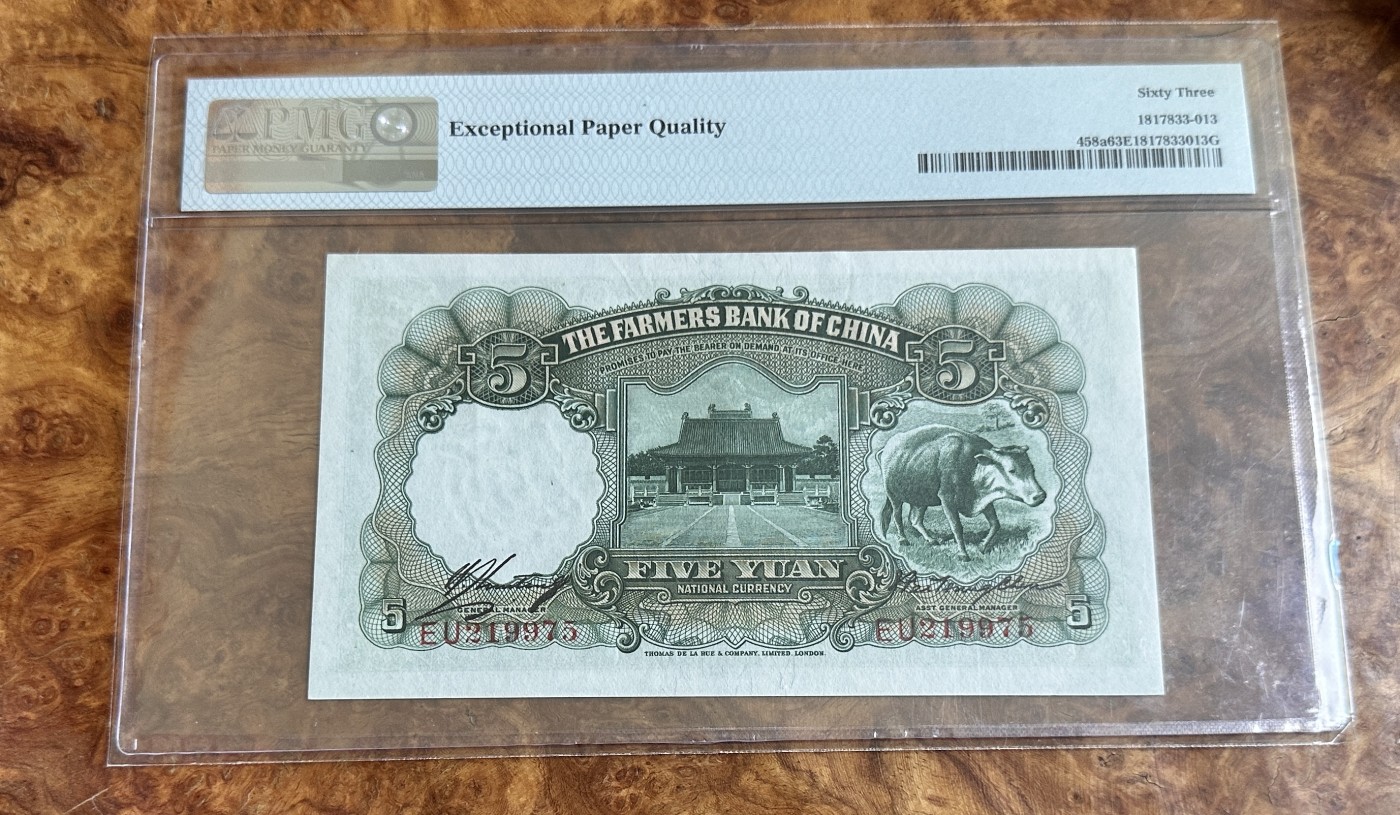 PMG
PAPER MONEY GUARANTY
Exceptional Paper Quality
Sixty Three
1817833-013
458a63E1817833013G
THE FARMERS BANK OF CHINA
PROMISES TO PAY THE BEARER ON DEMAND AT ITS OFFICE HERE
5
5
FIVE YUAN
NATIONAL CURRENCY
GENERAL MANAGER
ASST. GENERAL MANAGER
5
5
EU219975
EU219975
THOMAS DE LA RUE & COMPANY, LIMITED, LONDON.